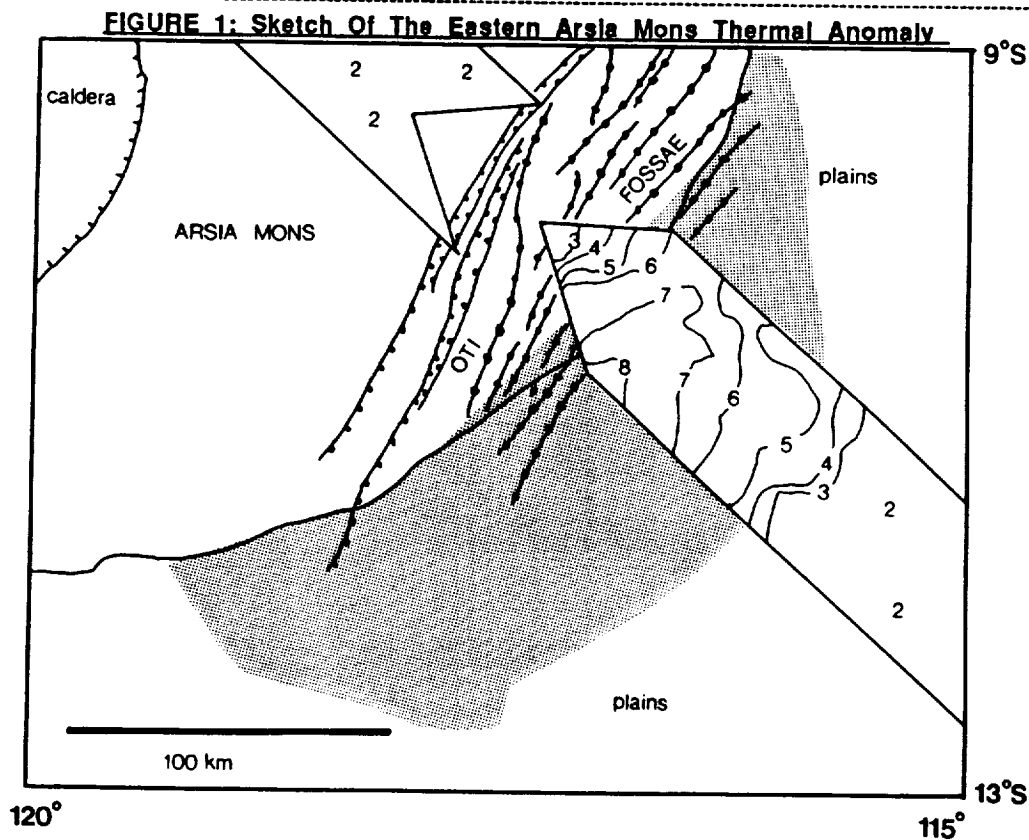 FIGURE 1: Sketch Of The Eastern Arsia Mons Thermal Anomaly
9°S
caldera
2
2
2
plains
FOSSAE
ARSIA MONS
3
4
5
6
7
OTI
8
7
6
5
4
3
2
2
plains
100 km
13°S
120°
115°